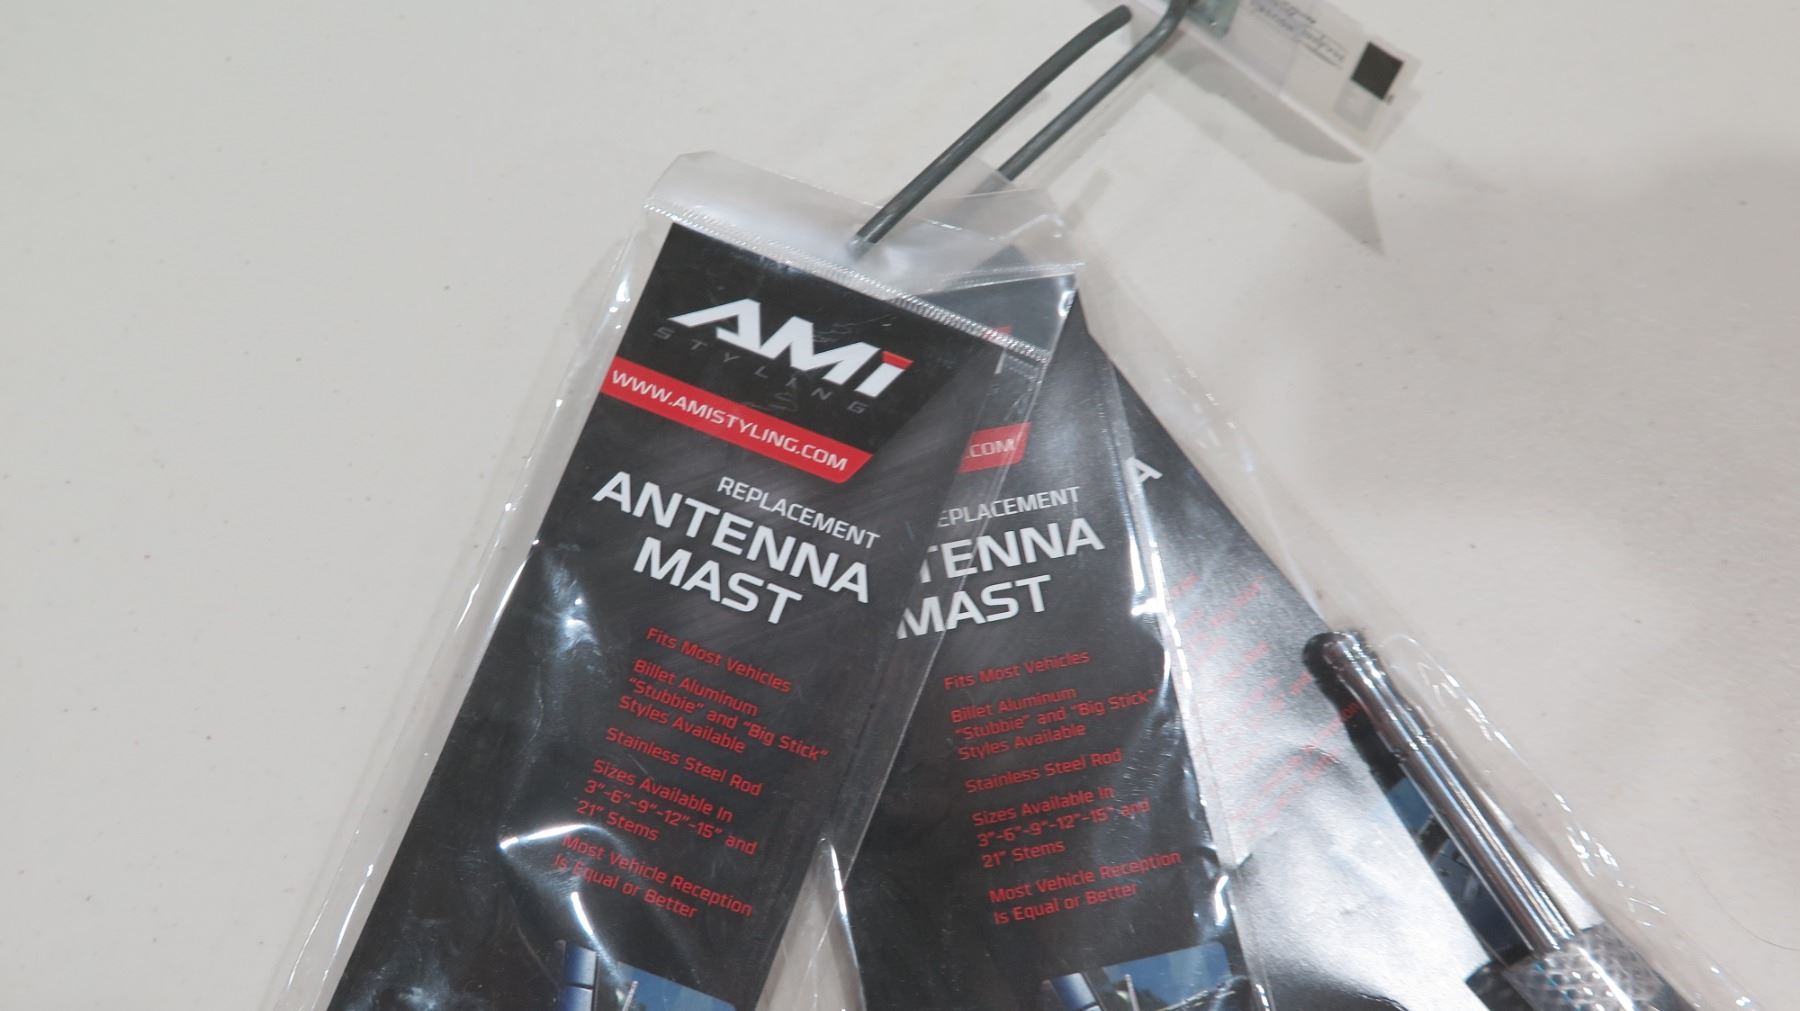 AMi
STYLING
WWW.AMISTYLING.COM
REPLACEMENT
ANTENNA
MAST
Fits Most Vehicles
Billet Aluminum
"Stubbie" and "Big Stick"
Styles Available
Stainless Steel Rod
Sizes Available In
3"-6"-9"-12"-15" and
21" Stems
Most Vehicle Reception
Is Equal or Better
.COM
EPLACEMENT
TENNA
MAST
Fits Most Vehicles
Billet Aluminum
"Stubbie" and "Big Stick"
Styles Available
Stainless Steel Rod
Sizes Available In
3"-6"-9"-12"-15" and
21" Stems
Most Vehicle Reception
Is Equal or Better
A